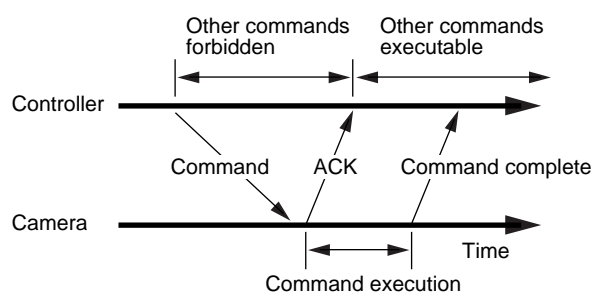 Other commands
forbidden
Other commands
executable
Controller
Command
ACK
Command complete
Camera
Time
Command execution